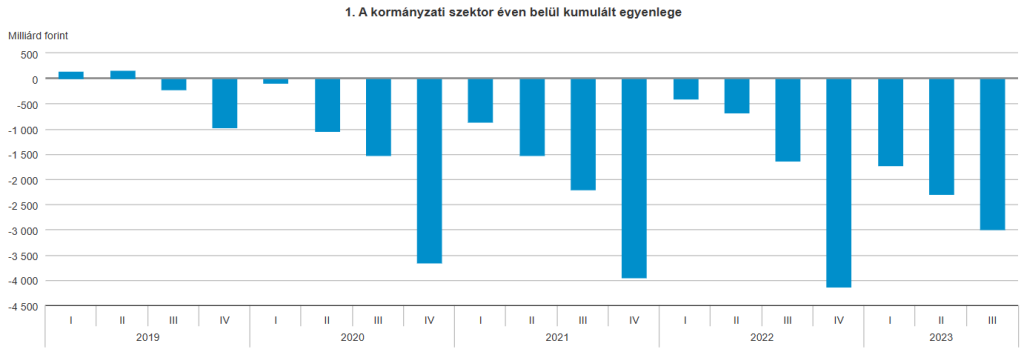 1. A kormányzati szektor éven belül kumulált egyenlege
Milliárd forint
500
0
-500
-1 000
-1 500
-2 000
-2 500
-3 000
-3 500
-4 000
-4 500
I II III IV I II III IV I II III IV I II III IV I II III
2019 2020 2021 2022 2023